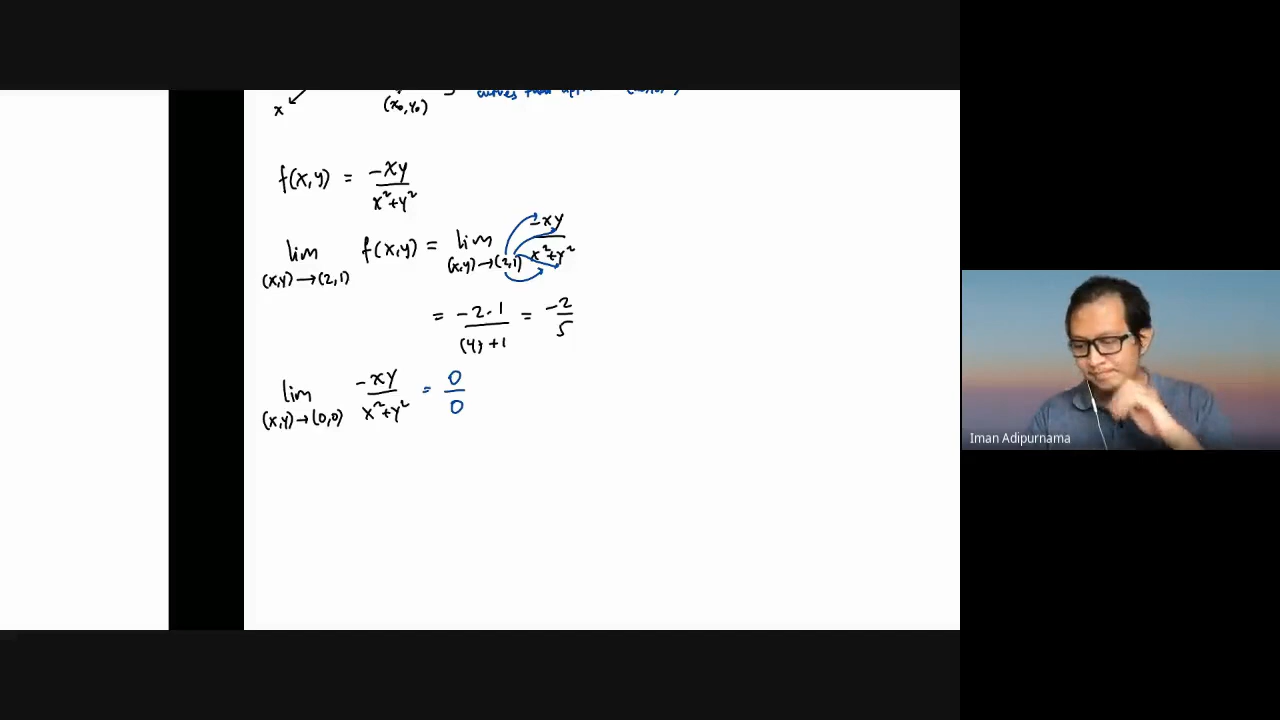 x
(x₀,y₀)
f(x,y) = -xy / x²+y²
lim (x,y)→(2,1) f(x,y) = lim (x,y)→(2,1) -xy / x²+y²
= -2·1 / (4)+1 = -2 / 5
lim (x,y)→(0,0) -xy / x²+y² = 0 / 0
Iman Adipurnama